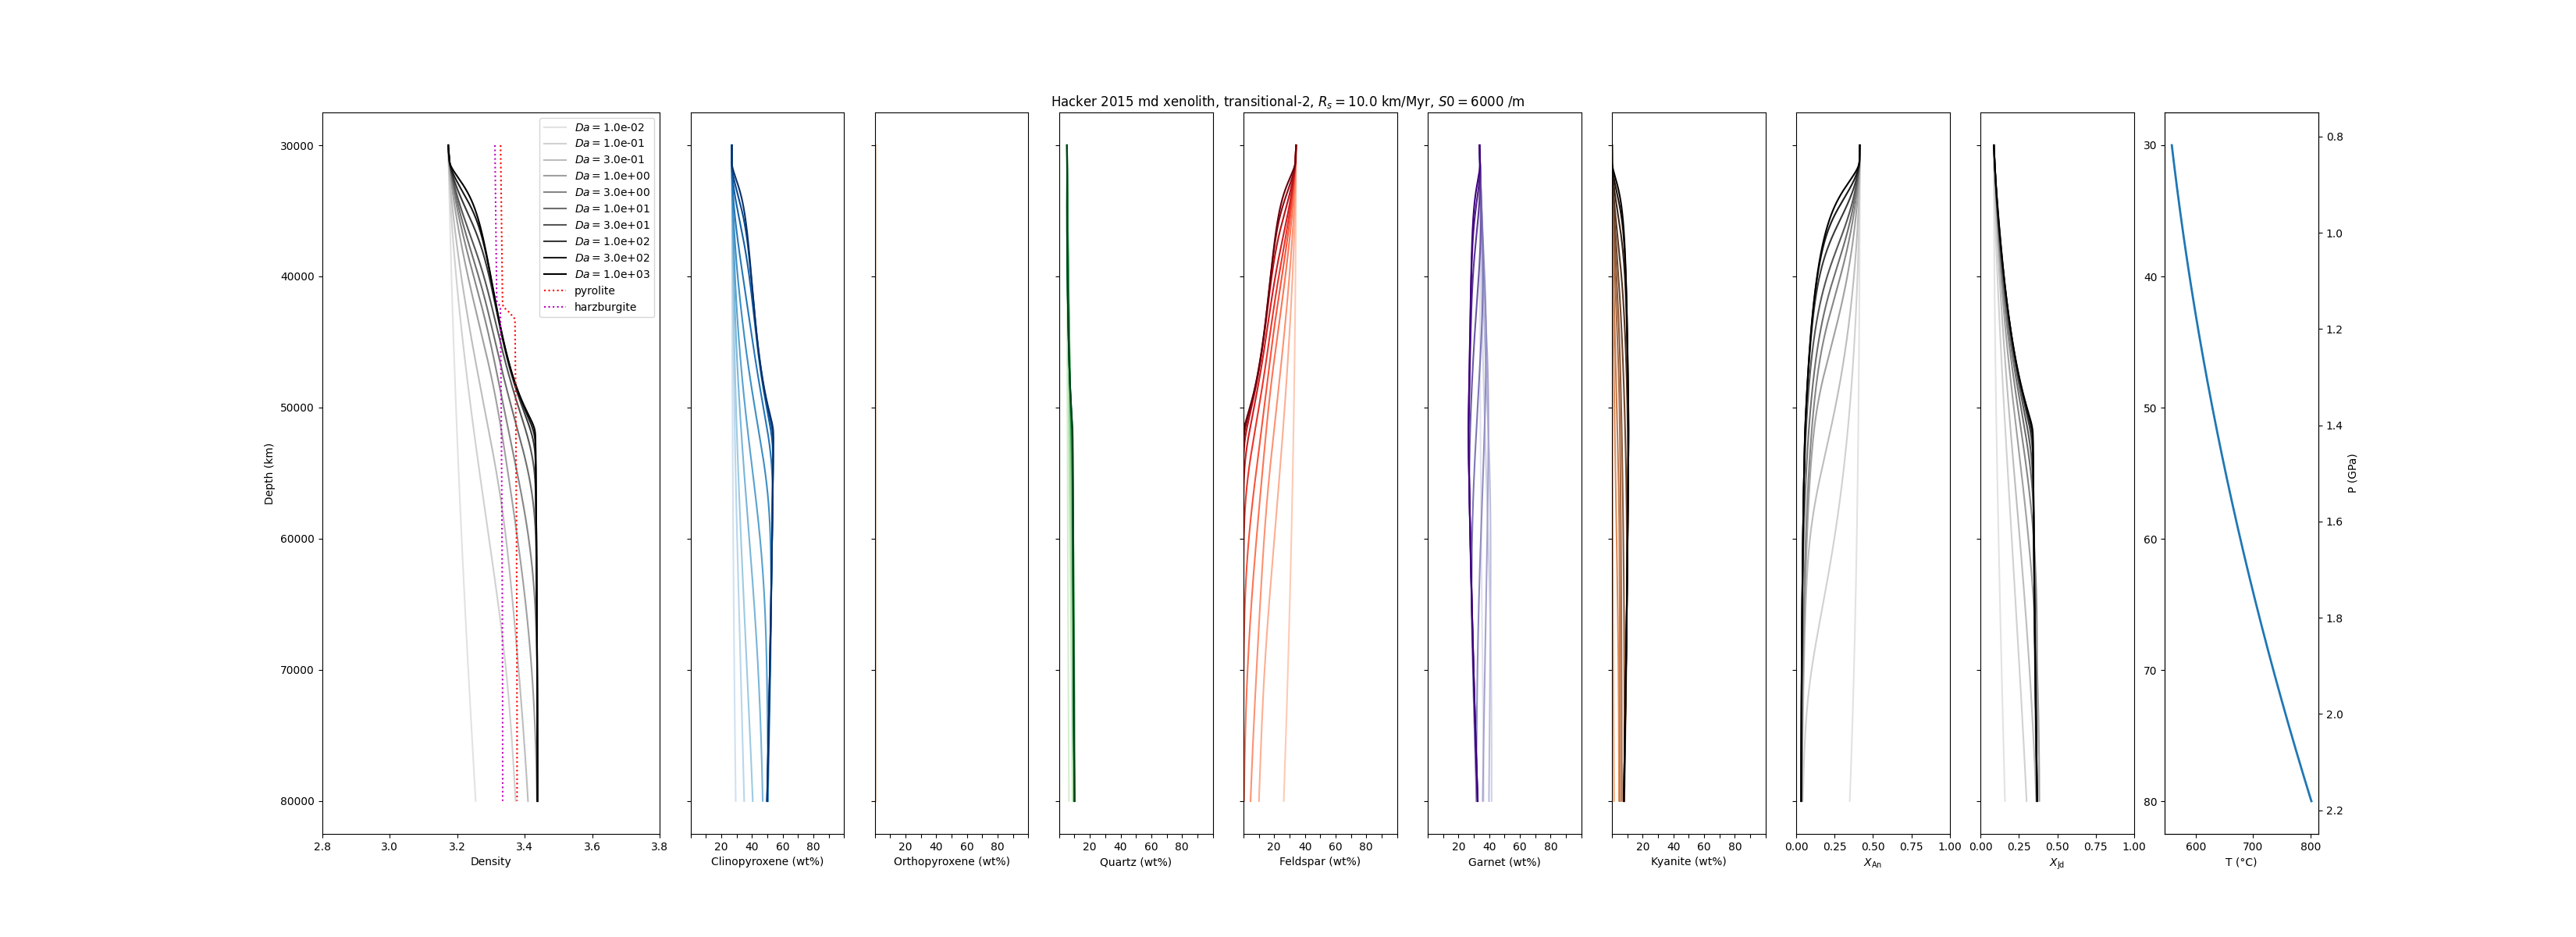 Hacker 2015 md xenolith, transitional-2, $R_s = 10.0$ km/Myr, $S0 = 6000$ /m
Da = 1.0e-02
Da = 1.0e-01
Da = 3.0e-01
Da = 1.0e+00
Da = 3.0e+00
Da = 1.0e+01
Da = 3.0e+01
Da = 1.0e+02
Da = 3.0e+02
Da = 1.0e+03
pyrolite
harzburgite
30000
40000
50000
60000
70000
80000
Depth (km)
2.8 3.0 3.2 3.4 3.6 3.8
Density
20 40 60 80
Clinopyroxene (wt%)
20 40 60 80
Orthopyroxene (wt%)
20 40 60 80
Quartz (wt%)
20 40 60 80
Feldspar (wt%)
20 40 60 80
Garnet (wt%)
20 40 60 80
Kyanite (wt%)
0.00 0.25 0.50 0.75 1.00
$X_{An}$
0.00 0.25 0.50 0.75 1.00
$X_{Jd}$
30
40
50
60
70
80
600 700 800
T (°C)
0.8
1.0
1.2
1.4
1.6
1.8
2.0
2.2
P (GPa)